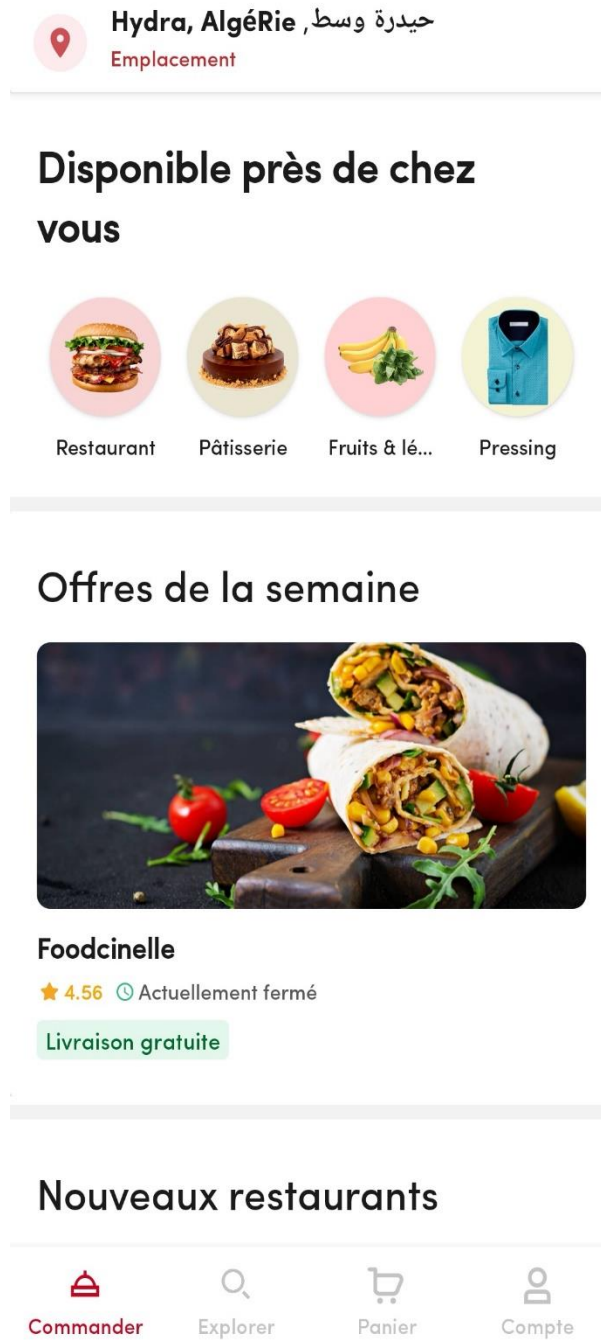 Hydra, AlgéRie ,حيدرة وسط
Emplacement
Disponible près de chez
vous
Restaurant Pâtisserie Fruits & lé... Pressing
Offres de la semaine
Foodcinelle
4.56 Actuellement fermé
Livraison gratuite
Nouveaux restaurants
Commander Explorer Panier Compte